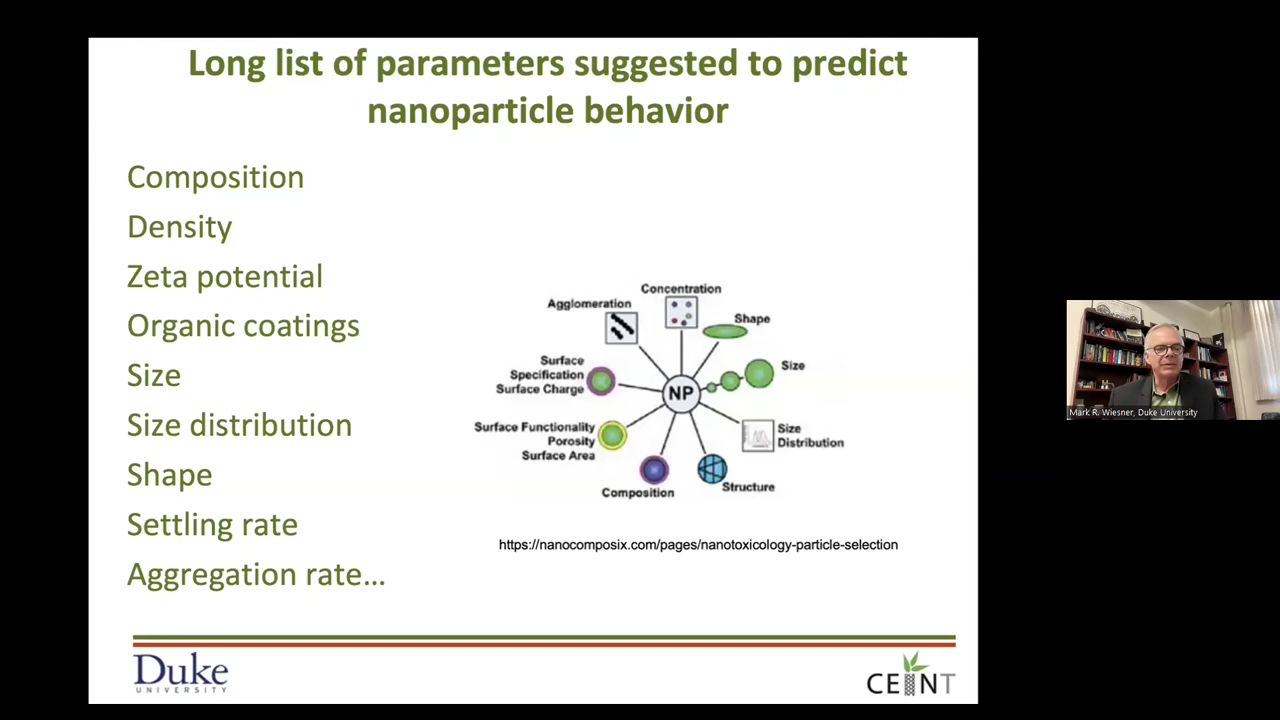 Long list of parameters suggested to predict
nanoparticle behavior
Composition
Density
Zeta potential
Organic coatings
Size
Size distribution
Shape
Settling rate
Aggregation rate…
Concentration
Agglomeration
Shape
Surface
Specification
Surface Charge
Size
NP
Surface Functionality
Porosity
Surface Area
Size
Distribution
Composition
Structure
https://nanocomposix.com/pages/nanotoxicology-particle-selection
Duke
UNIVERSITY
CEINT
Mark R. Wiesner, Duke University